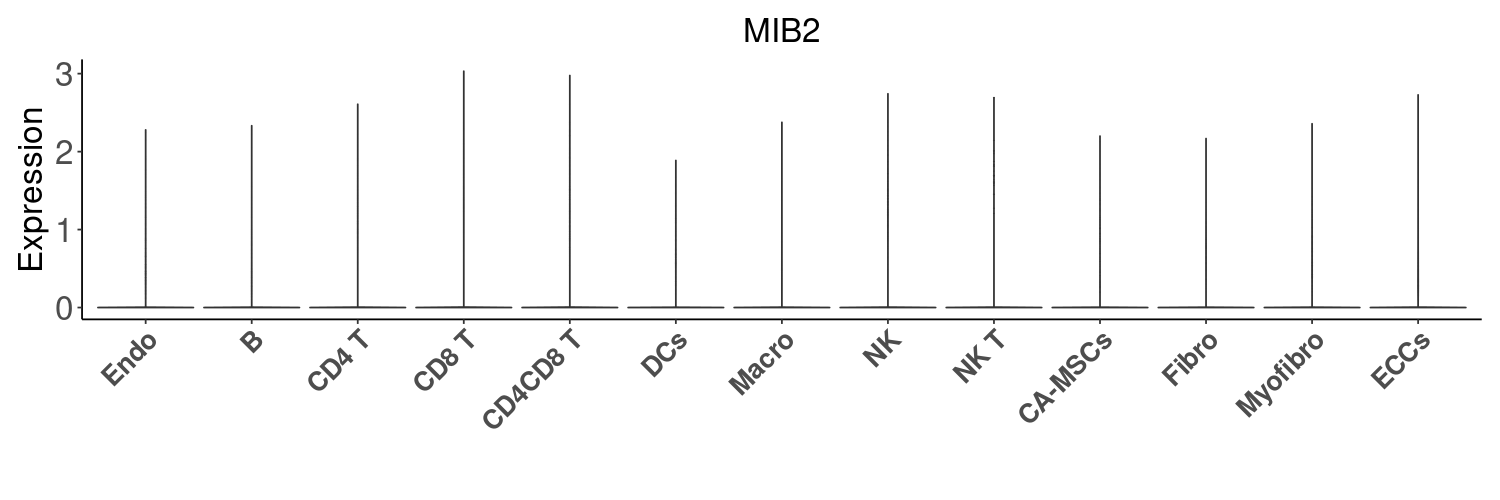 MIB2
Expression
3
2
1
0
Endo
B
CD4 T
CD8 T
CD4CD8 T
DCs
Macro
NK
NK T
CA-MSCs
Fibro
Myofibro
ECCs